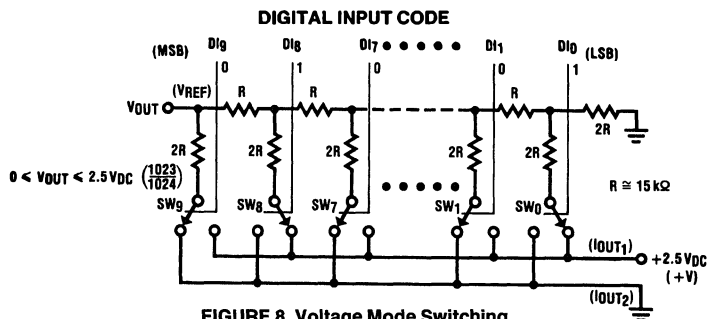 DIGITAL INPUT CODE
(MSB) DI9 DI8 DI7 DI1 DI0 (LSB)
0 1 0 0 1
(VREF) R R R
VOUT
2R 2R 2R 2R 2R 2R
0 ≤ VOUT ≤ 2.5 VDC (1023/1024)
R ≅ 15 kΩ
SW9 SW8 SW7 SW1 SW0
(IOUT1) +2.5 VDC
(+V)
(IOUT2)
FIGURE 8. Voltage Mode Switching